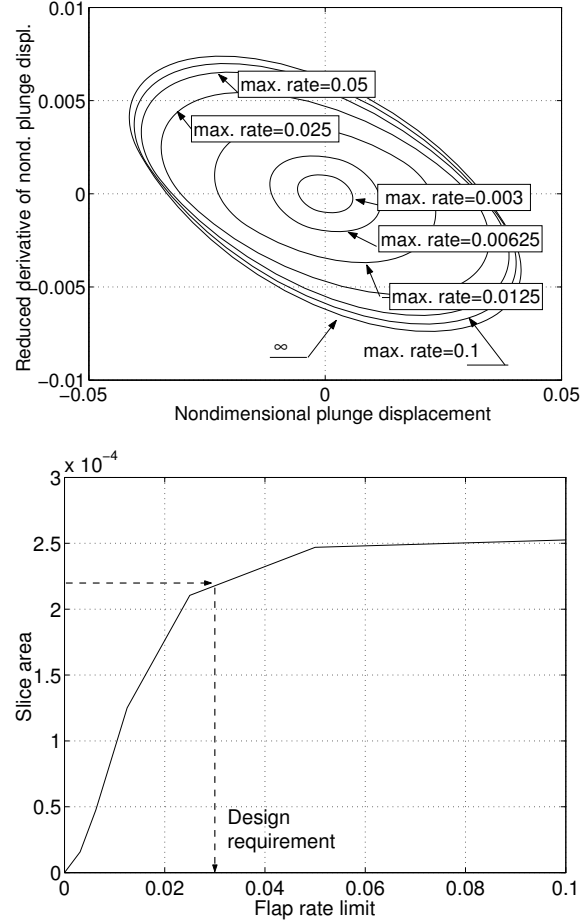 0.01
0.005
0
−0.005
−0.01
Reduced derivative of nond. plunge displ.
max. rate=0.05
max. rate=0.025
max. rate=0.003
max. rate=0.00625
max. rate=0.0125
∞
max. rate=0.1
−0.05
0
0.05
Nondimensional plunge displacement
x 10⁻⁴
3
2.5
2
1.5
1
0.5
0
Slice area
Design
requirement
0
0.02
0.04
0.06
0.08
0.1
Flap rate limit